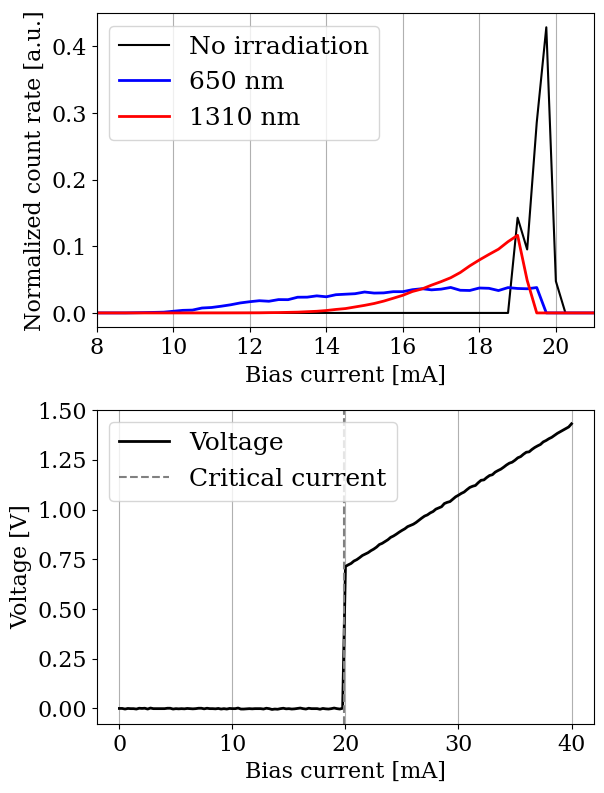 Normalized count rate [a.u.]
0.4
0.3
0.2
0.1
0.0
No irradiation
650 nm
1310 nm
8 10 12 14 16 18 20
Bias current [mA]
Voltage [V]
1.50
1.25
1.00
0.75
0.50
0.25
0.00
Voltage
Critical current
0 10 20 30 40
Bias current [mA]